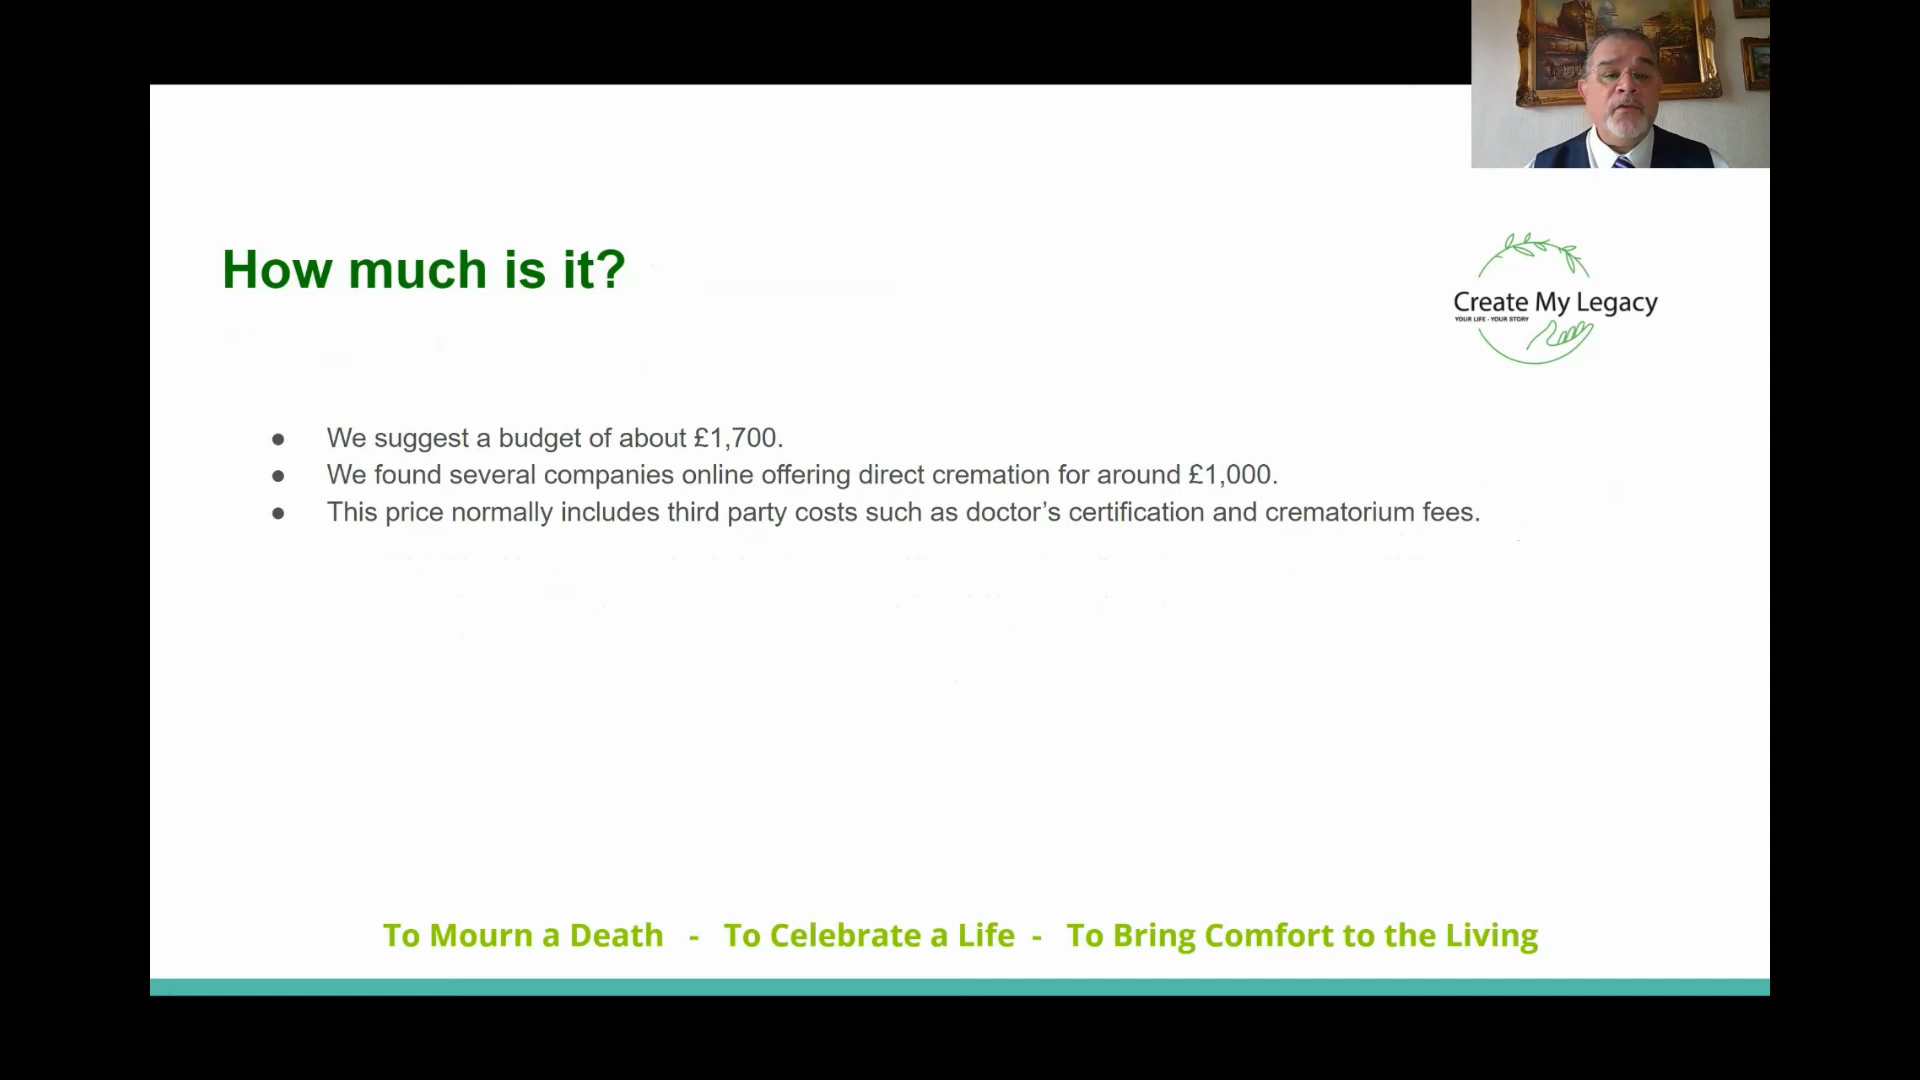 How much is it?
Create My Legacy
YOUR LIFE - YOUR STORY
● We suggest a budget of about £1,700.
● We found several companies online offering direct cremation for around £1,000.
● This price normally includes third party costs such as doctor’s certification and crematorium fees.
To Mourn a Death - To Celebrate a Life - To Bring Comfort to the Living